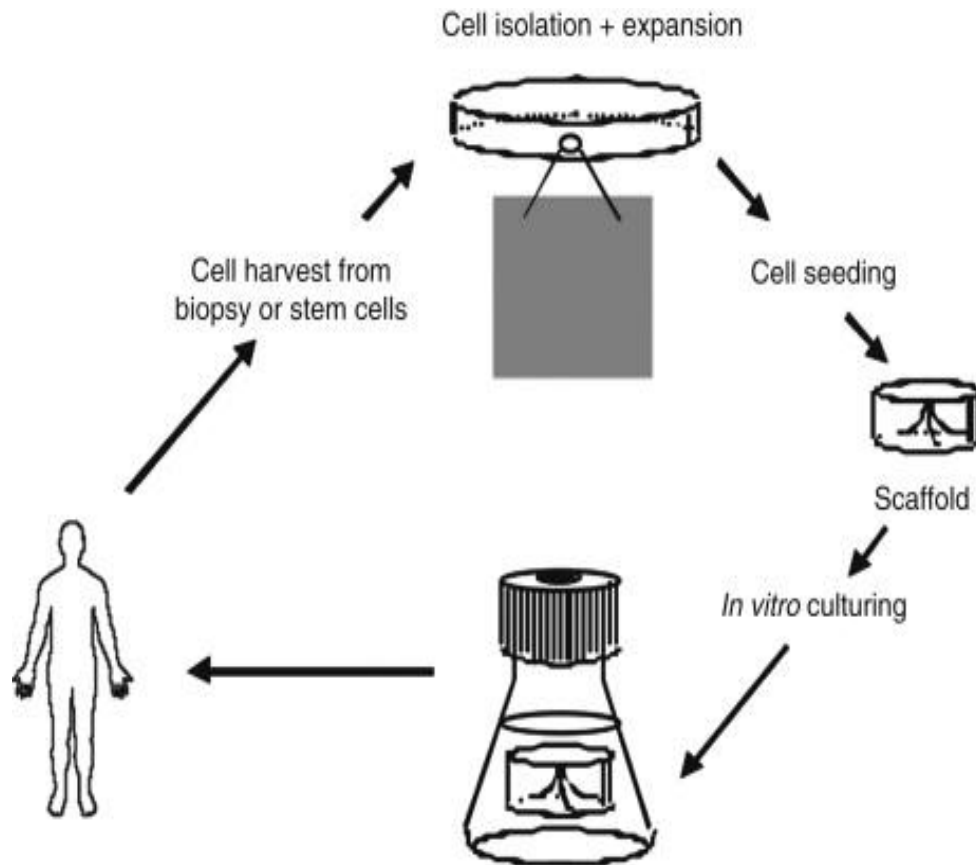 Cell isolation + expansion
Cell harvest from
biopsy or stem cells
Cell seeding
Scaffold
In vitro culturing